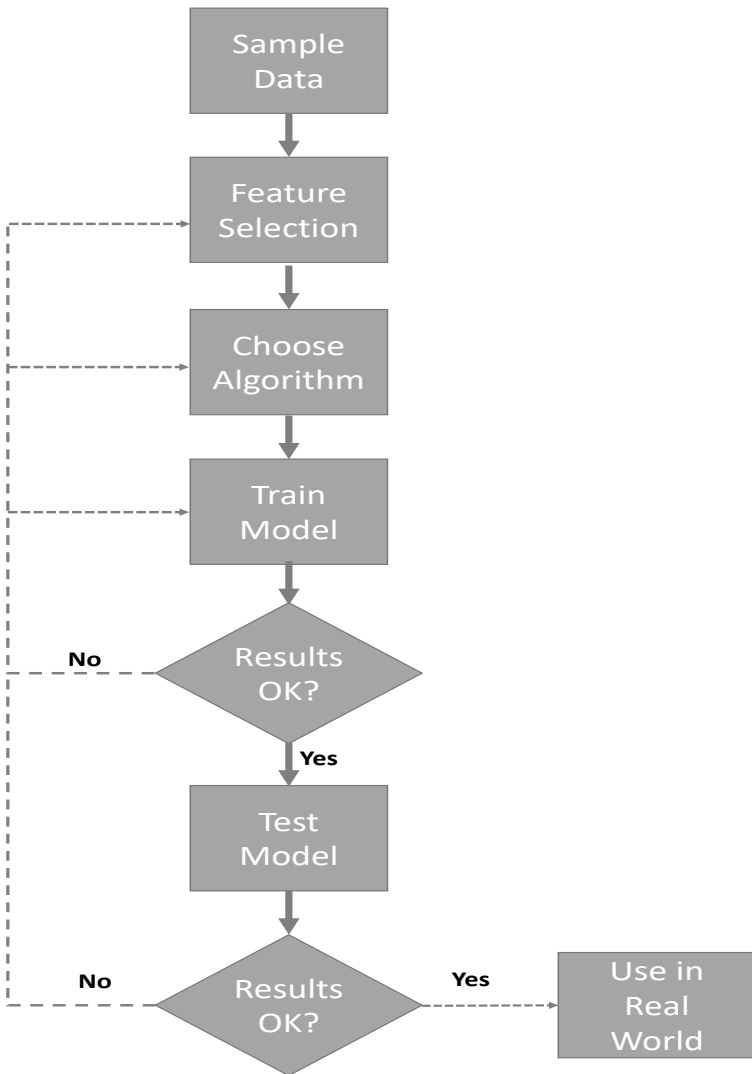 Sample
Data
Feature
Selection
Choose
Algorithm
Train
Model
No
Results
OK?
Yes
Test
Model
No
Results
OK?
Yes
Use in
Real
World